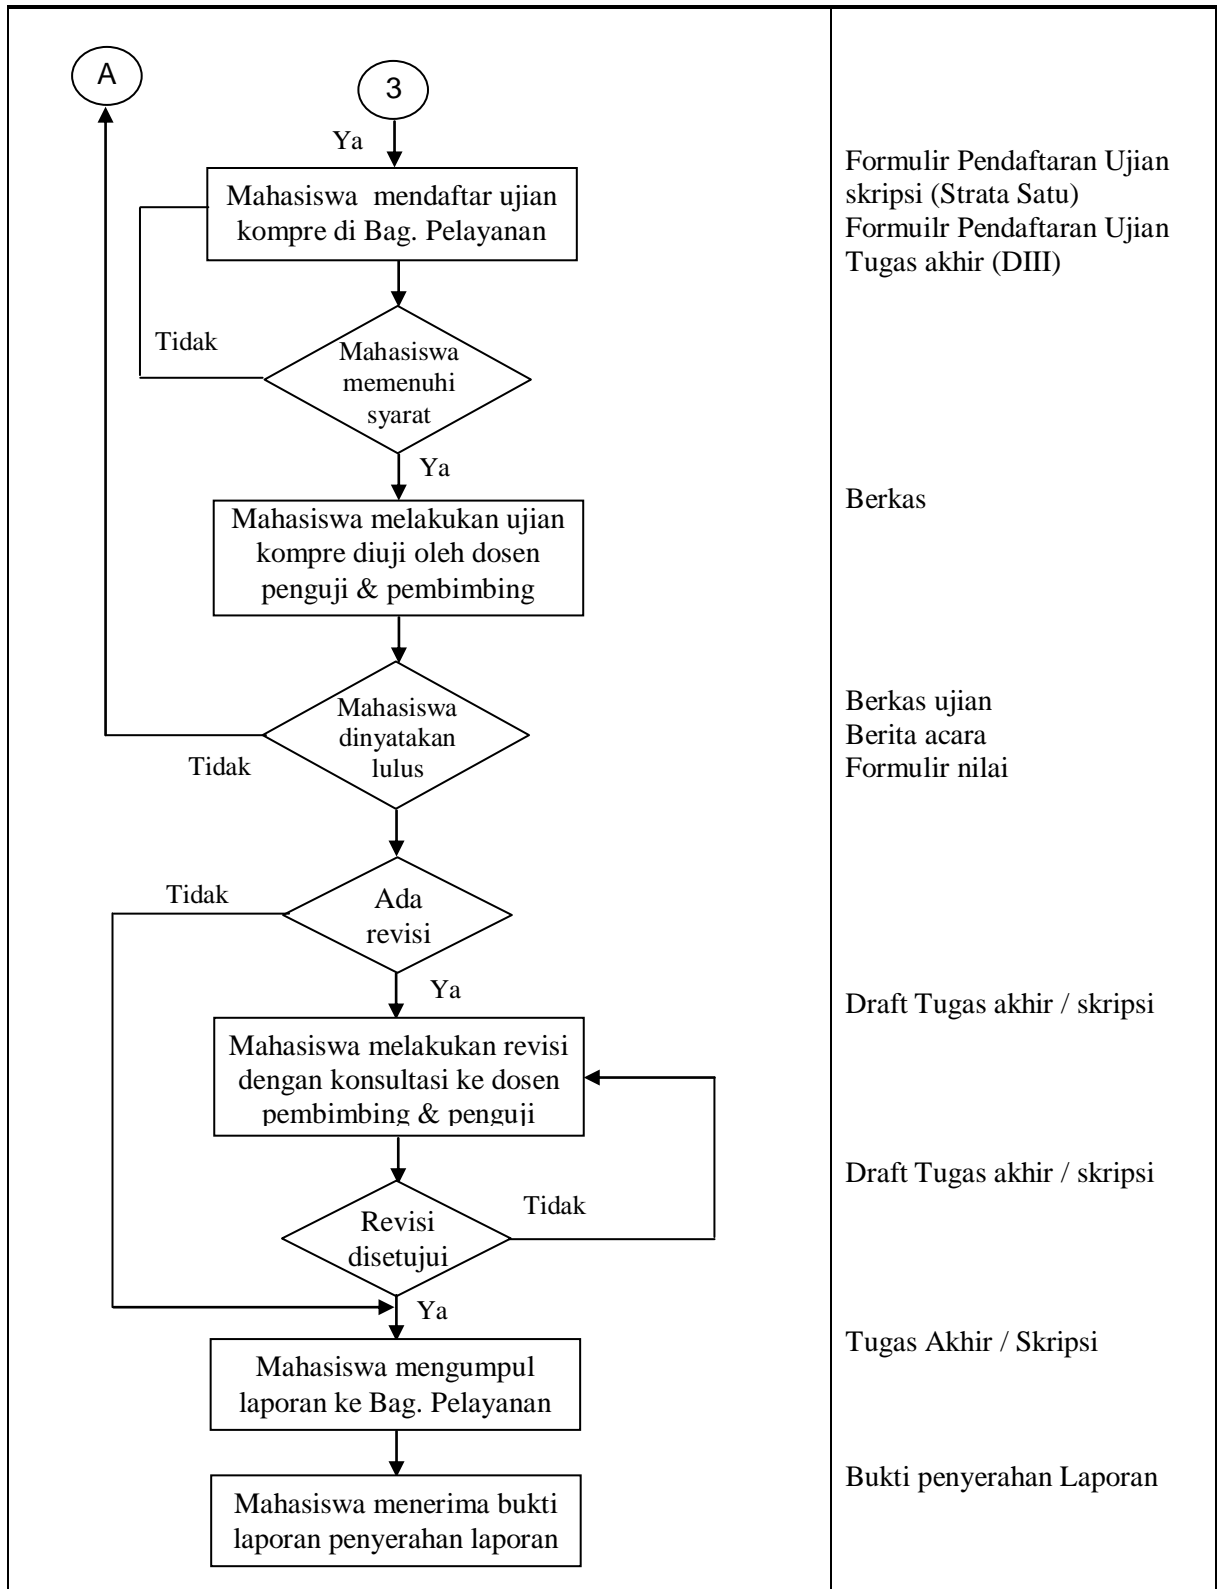 A
3
Ya
Mahasiswa mendaftar ujian
kompre di Bag. Pelayanan
Formulir Pendaftaran Ujian
skripsi (Strata Satu)
Formuilr Pendaftaran Ujian
Tugas akhir (DIII)
Tidak
Mahasiswa
memenuhi
syarat
Ya
Berkas
Mahasiswa melakukan ujian
kompre diuji oleh dosen
penguji & pembimbing
Mahasiswa
dinyatakan
lulus
Tidak
Berkas ujian
Berita acara
Formulir nilai
Tidak
Ada
revisi
Ya
Draft Tugas akhir / skripsi
Mahasiswa melakukan revisi
dengan konsultasi ke dosen
pembimbing & penguji
Draft Tugas akhir / skripsi
Revisi
disetujui
Tidak
Ya
Tugas Akhir / Skripsi
Mahasiswa mengumpul
laporan ke Bag. Pelayanan
Bukti penyerahan Laporan
Mahasiswa menerima bukti
laporan penyerahan laporan